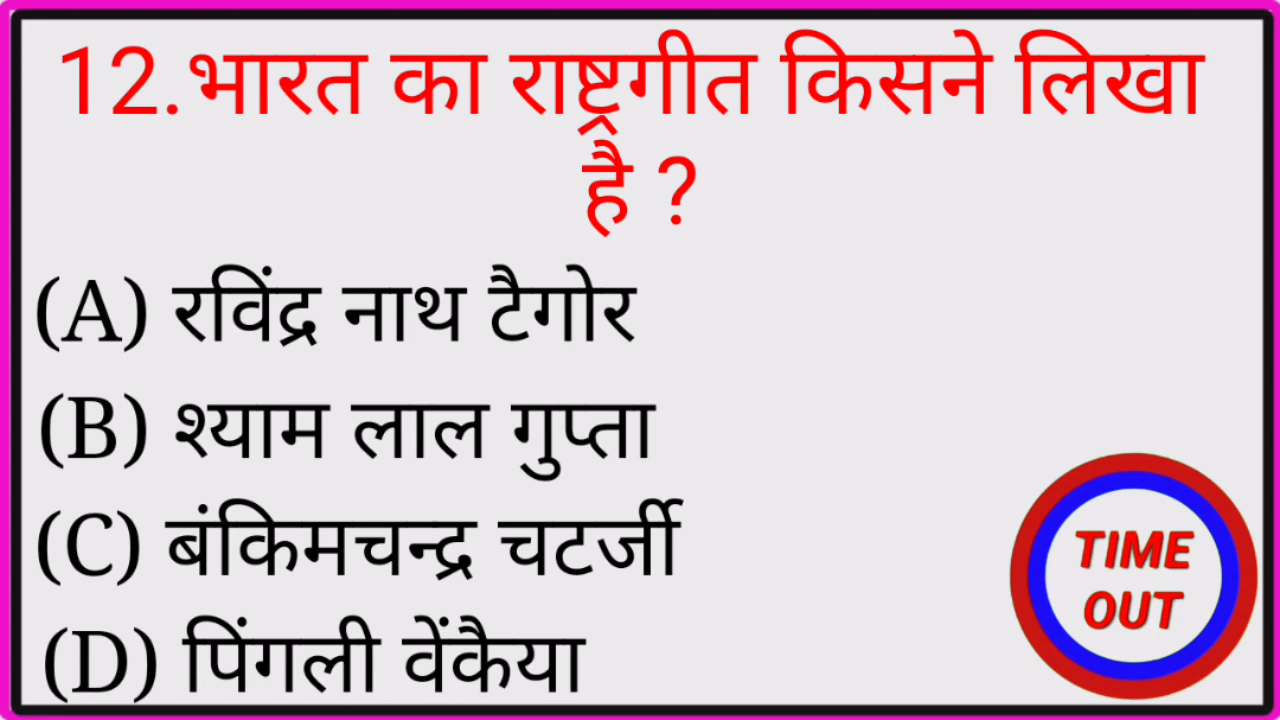 12.भारत का राष्ट्रगीत किसने लिखा
है ?
(A) रविंद्र नाथ टैगोर
(B) श्याम लाल गुप्ता
(C) बंकिमचन्द्र चटर्जी
(D) पिंगली वेंकैया
TIME
OUT